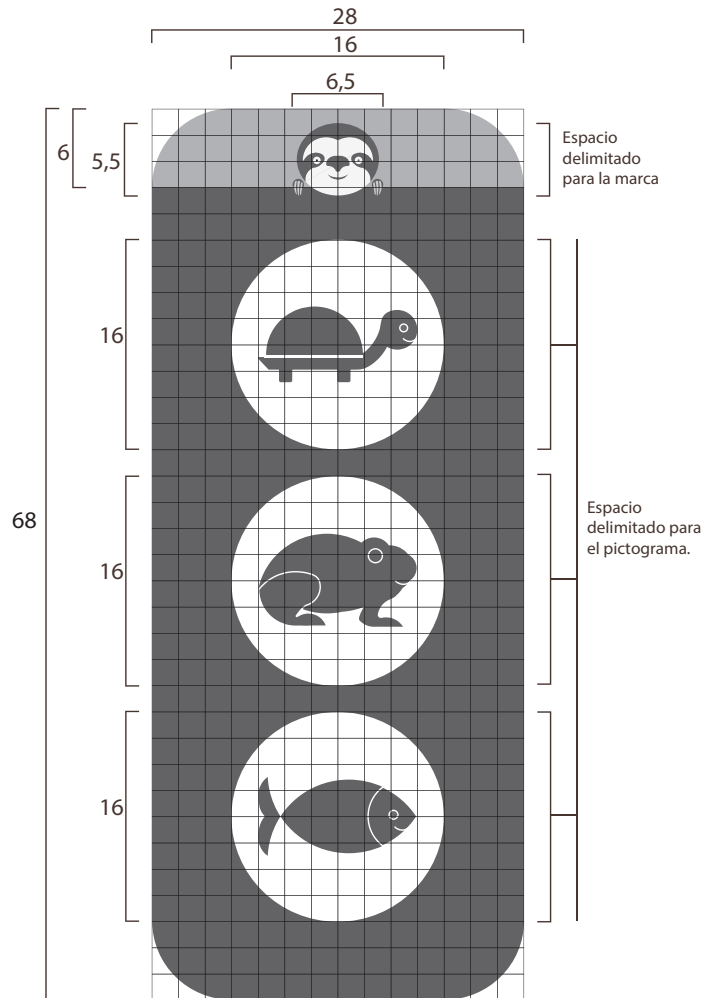 28
16
6,5
6
5,5
Espacio
delimitado
para la marca
16
68
16
Espacio
delimitado para
el pictograma.
16